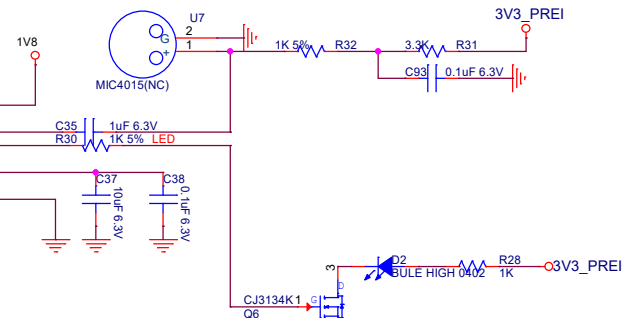 3V3_PREI
U7
1V8
G
2
+
1
1K 5% R32
3.3K R31
MIC4015(NC)
C93 0.1uF 6.3V
C35 1uF 6.3V
R30 1K 5% LED
C37 C38
10uF 6.3V
0.1uF 6.3V
3
D2 R28
3V3_PREI
BULE HIGH 0402 1K
D
CJ3134K 1 G
Q6